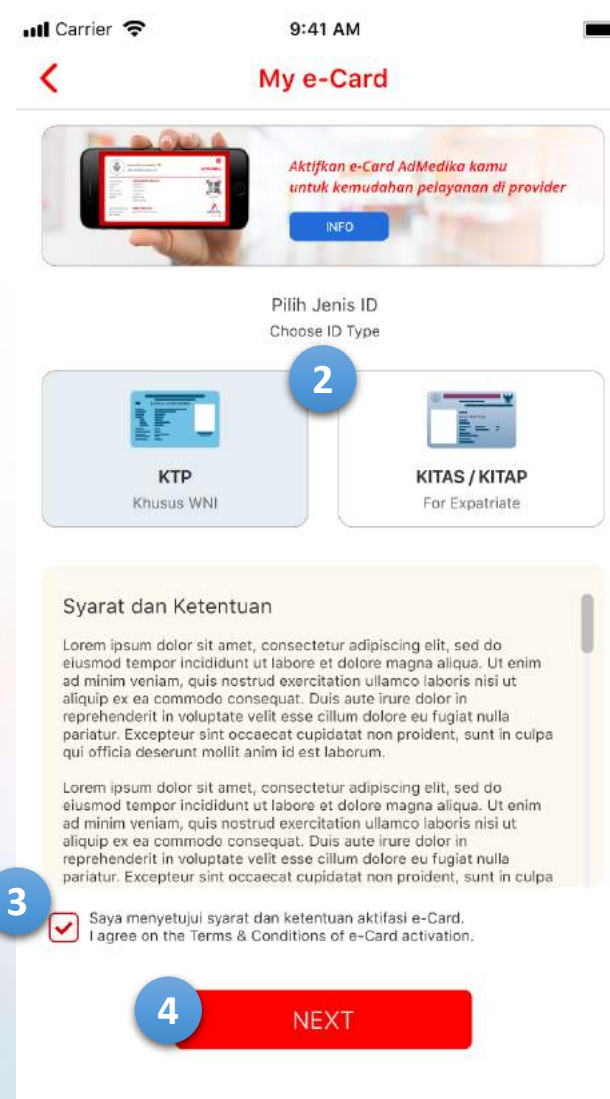 Carrier 9:41 AM
My e-Card
Aktifkan e-Card AdMedika kamu
untuk kemudahan pelayanan di provider
INFO
Pilih Jenis ID
Choose ID Type
2
KTP
Khusus WNI
KITAS / KITAP
For Expatriate
Syarat dan Ketentuan
Lorem ipsum dolor sit amet, consectetur adipiscing elit, sed do
eiusmod tempor incididunt ut labore et dolore magna aliqua. Ut enim
ad minim veniam, quis nostrud exercitation ullamco laboris nisi ut
aliquip ex ea commodo consequat. Duis aute irure dolor in
reprehenderit in voluptate velit esse cillum dolore eu fugiat nulla
pariatur. Excepteur sint occaecat cupidatat non proident, sunt in culpa
qui officia deserunt mollit anim id est laborum.
Lorem ipsum dolor sit amet, consectetur adipiscing elit, sed do
eiusmod tempor incididunt ut labore et dolore magna aliqua. Ut enim
ad minim veniam, quis nostrud exercitation ullamco laboris nisi ut
aliquip ex ea commodo consequat. Duis aute irure dolor in
reprehenderit in voluptate velit esse cillum dolore eu fugiat nulla
pariatur. Excepteur sint occaecat cupidatat non proident, sunt in culpa
3
Saya menyetujui syarat dan ketentuan aktifasi e-Card.
I agree on the Terms & Conditions of e-Card activation.
4
NEXT